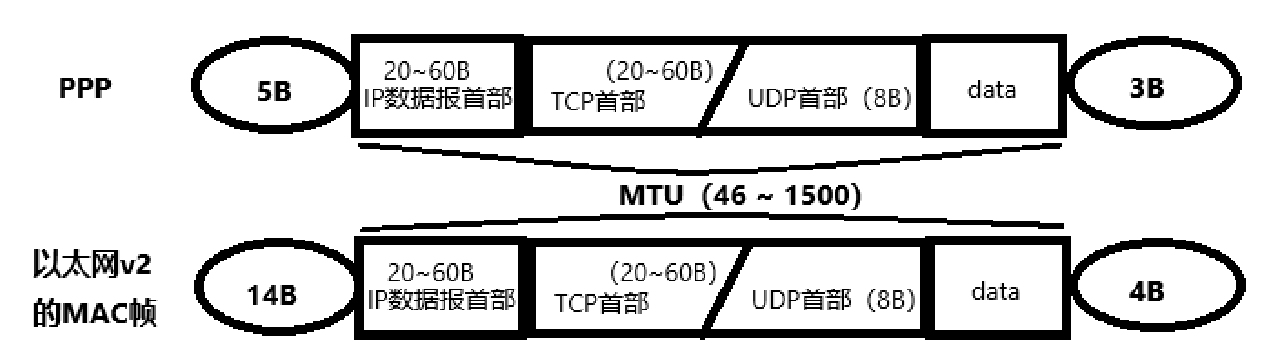 PPP
5B
20~60B
IP数据报首部
(20~60B)
TCP首部
UDP首部（8B）
data
3B
MTU（46 ~ 1500）
以太网v2
的MAC帧
14B
20~60B
IP数据报首部
（20~60B）
TCP首部
UDP首部（8B）
data
4B